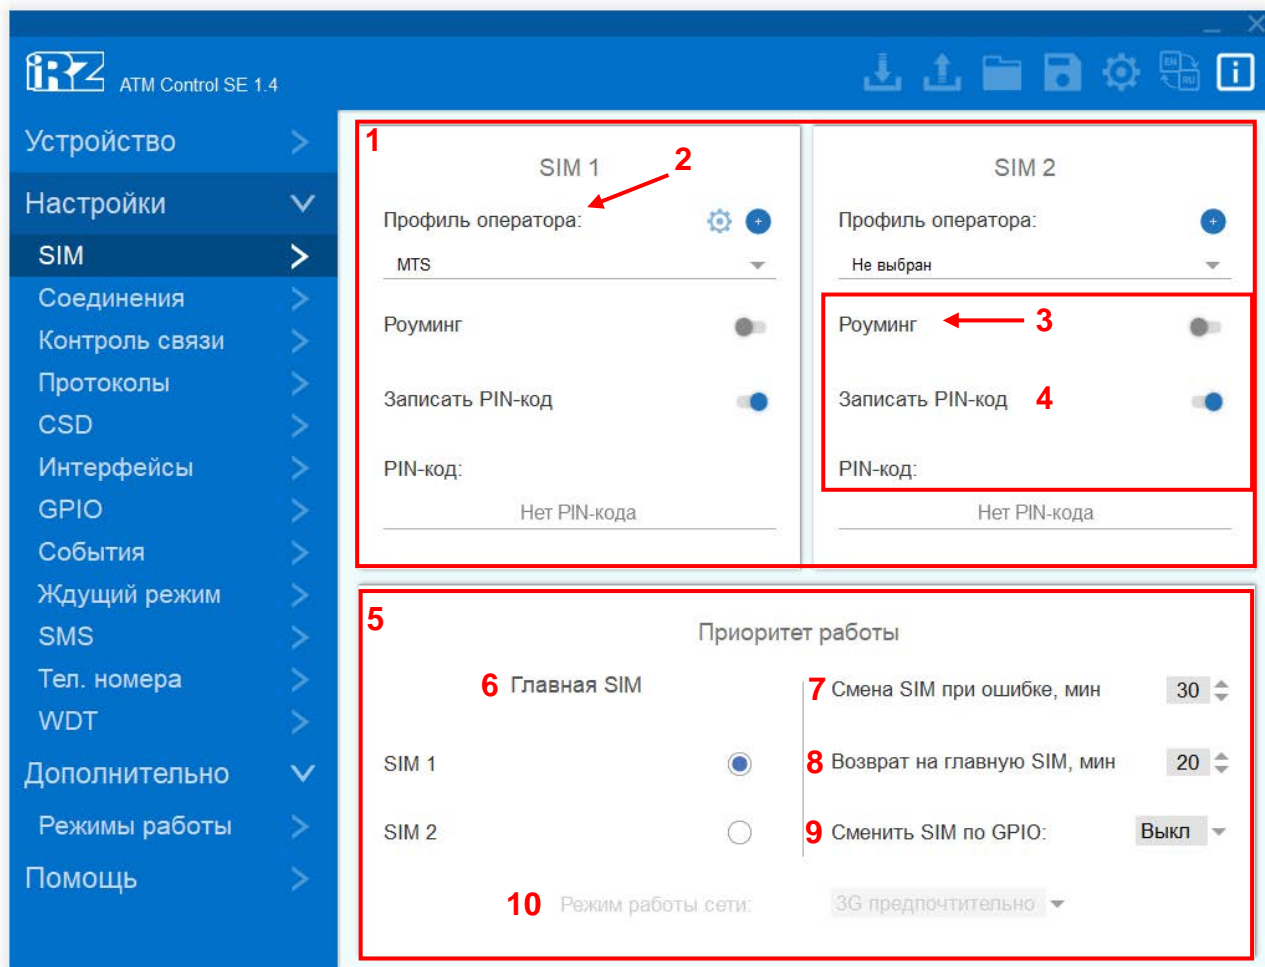 iRZ ATM Control SE 1.4
EN
RU
i
Устройство
Настройки
SIM
Соединения
Контроль связи
Протоколы
CSD
Интерфейсы
GPIO
События
Ждущий режим
SMS
Тел. номера
WDT
Дополнительно
Режимы работы
Помощь
1
SIM 1
2
Профиль оператора:
MTS
Роуминг
Записать PIN-код
PIN-код:
Нет PIN-кода
SIM 2
Профиль оператора:
Не выбран
Роуминг 3
Записать PIN-код 4
PIN-код:
Нет PIN-кода
5
Приоритет работы
6 Главная SIM
SIM 1
SIM 2
7 Смена SIM при ошибке, мин 30
8 Возврат на главную SIM, мин 20
9 Сменить SIM по GPIO: Выкл
10 Режим работы сети: 3G предпочтительно